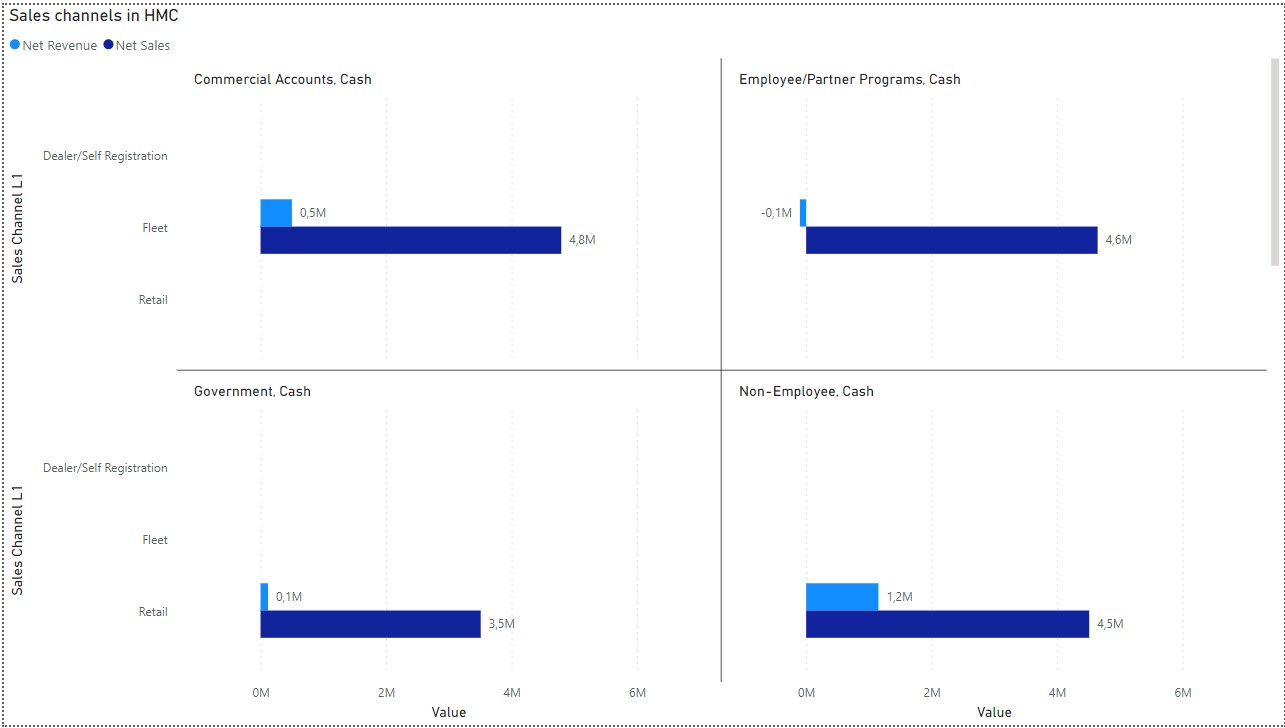 Sales channels in HMC
Net Revenue Net Sales
Commercial Accounts, Cash
Employee/Partner Programs, Cash
Sales Channel L1
Dealer/Self Registration
Fleet
Retail
0,5M
4,8M
-0,1M
4,6M
Government, Cash
Non-Employee, Cash
Sales Channel L1
Dealer/Self Registration
Fleet
Retail
0,1M
3,5M
1,2M
4,5M
0M 2M 4M 6M
0M 2M 4M 6M
Value
Value